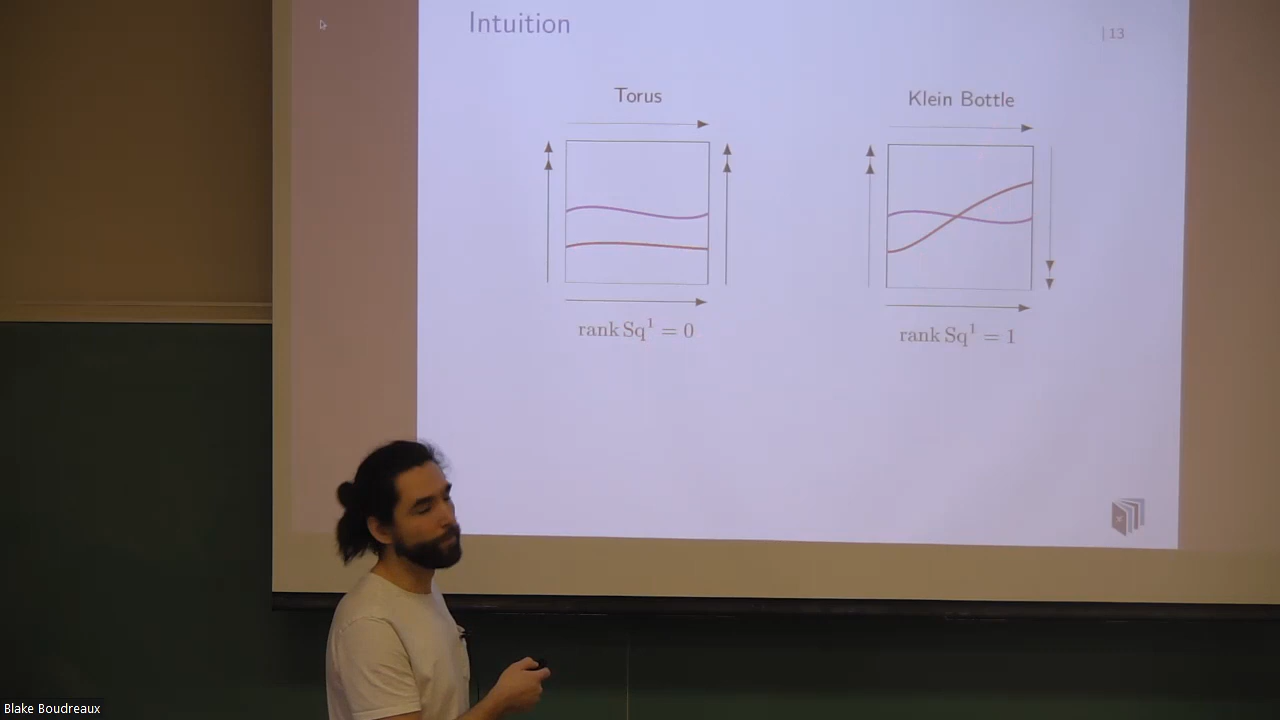 Intuition
| 13
Torus
Klein Bottle
rank Sq¹ = 0
rank Sq¹ = 1
Blake Boudreaux